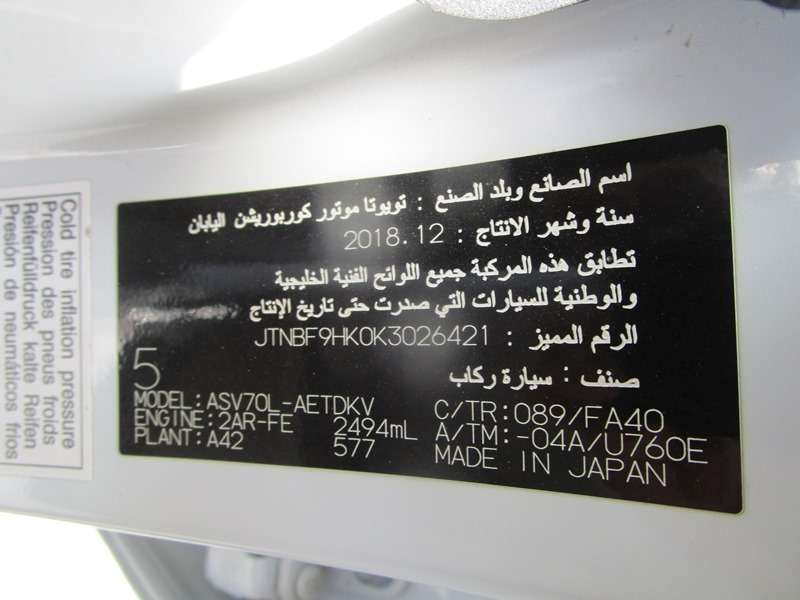 اسم الصانع وبلد الصنع : تويوتا موتور كوربوريشن اليابان
سنة وشهر الانتاج : 2018.12
تطابق هذه المركبة جميع اللوائح الفنية الخليجية
والوطنية للسيارات التي صدرت حتى تاريخ الإنتاج
الرقم المميز : JTNBF9HK0K3026421
صنف : سيارة ركاب
5
MODEL: ASV70L-AETDKV C/TR: 089/FA40
ENGINE: 2AR-FE 2494mL A/TM: -04A/U760E
PLANT: A42 577 MADE IN JAPAN
Cold tire inflation pressure
Pression des pneus froids
Reifenfülldruck kalte Reifen
Presión de neumáticos fríos